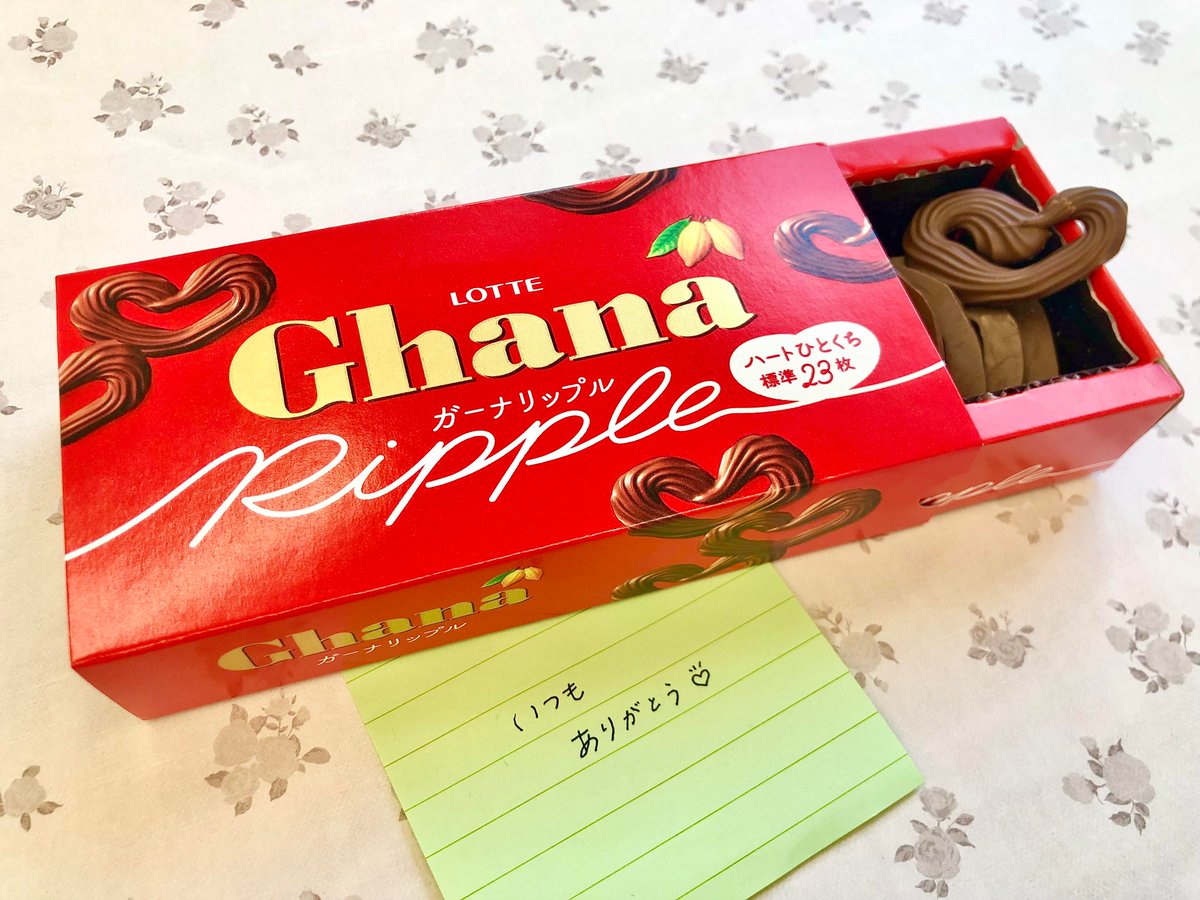 LOTTE
Ghana
ガーナリップル
Ripple
ハートひとくち
標準23枚
Ghana
ガーナリップル
pple
いつも
ありがとう♡